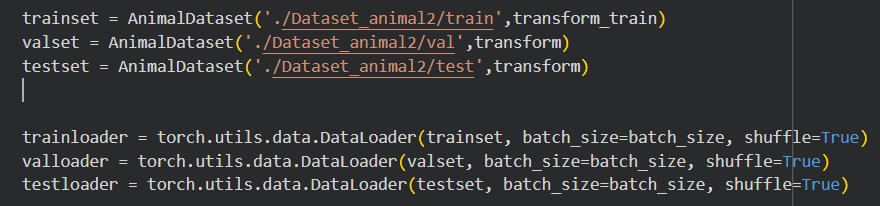 trainset = AnimalDataset('./Dataset_animal2/train',transform_train)
valset = AnimalDataset('./Dataset_animal2/val',transform)
testset = AnimalDataset('./Dataset_animal2/test',transform)
trainloader = torch.utils.data.DataLoader(trainset, batch_size=batch_size, shuffle=True)
valloader = torch.utils.data.DataLoader(valset, batch_size=batch_size, shuffle=True)
testloader = torch.utils.data.DataLoader(testset, batch_size=batch_size, shuffle=True)